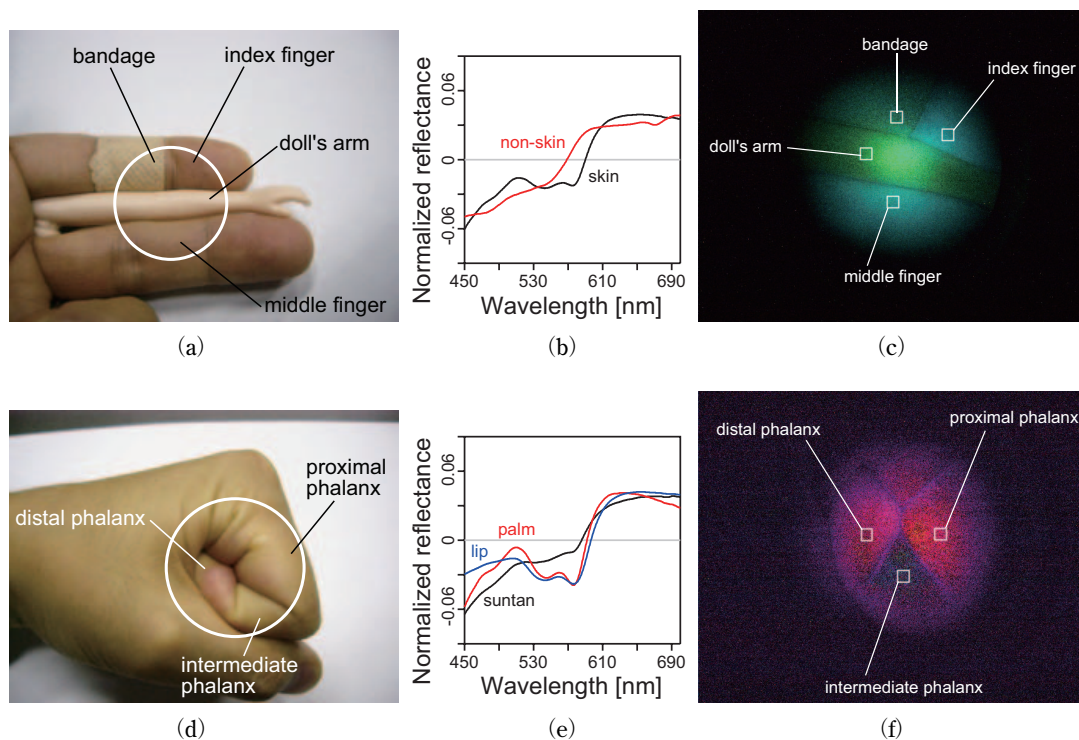 bandage
index finger
doll's arm
middle finger
(a)
Normalized reflectance
0.06
0
-0.06
non-skin
skin
450
530
610
690
Wavelength [nm]
(b)
bandage
index finger
doll's arm
middle finger
(c)
proximal
phalanx
distal phalanx
intermediate
phalanx
(d)
Normalized reflectance
0.06
0
-0.06
palm
lip
suntan
450
530
610
690
Wavelength [nm]
(e)
distal phalanx
proximal phalanx
intermediate phalanx
(f)